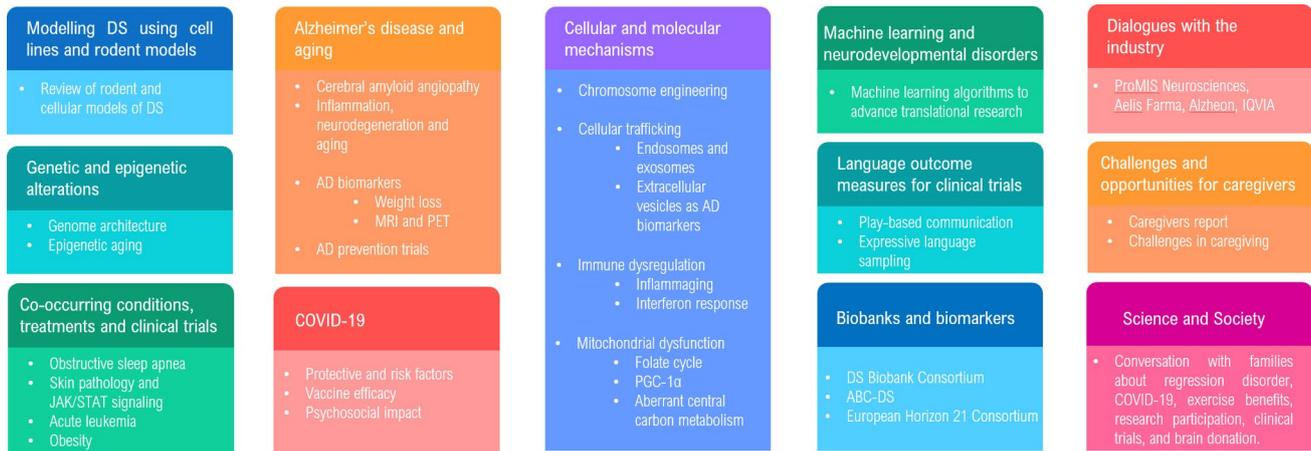 Modelling DS using cell
lines and rodent models
• Review of rodent and
cellular models of DS
Genetic and epigenetic
alterations
• Genome architecture
• Epigenetic aging
Co-occurring conditions,
treatments and clinical trials
• Obstructive sleep apnea
• Skin pathology and
JAK/STAT signaling
• Acute leukemia
• Obesity
Alzheimer's disease and
aging
• Cerebral amyloid angiopathy
• Inflammation,
neurodegeneration and
aging
• AD biomarkers
• Weight loss
• MRI and PET
• AD prevention trials
COVID-19
• Protective and risk factors
• Vaccine efficacy
• Psychosocial impact
Cellular and molecular
mechanisms
• Chromosome engineering
• Cellular trafficking
• Endosomes and
exosomes
• Extracellular
vesicles as AD
biomarkers
• Immune dysregulation
• Inflammaging
• Interferon response
• Mitochondrial dysfunction
• Folate cycle
• PGC-1α
• Aberrant central
carbon metabolism
Machine learning and
neurodevelopmental disorders
• Machine learning algorithms to
advance translational research
Language outcome
measures for clinical trials
• Play-based communication
• Expressive language
sampling
Biobanks and biomarkers
• DS Biobank Consortium
• ABC-DS
• European Horizon 21 Consortium
Dialogues with the
industry
• ProMIS Neurosciences,
Aelis Farma, Alzheon, IQVIA
Challenges and
opportunities for caregivers
• Caregivers report
• Challenges in caregiving
Science and Society
• Conversation with families
about regression disorder,
COVID-19, exercise benefits,
research participation, clinical
trials, and brain donation.